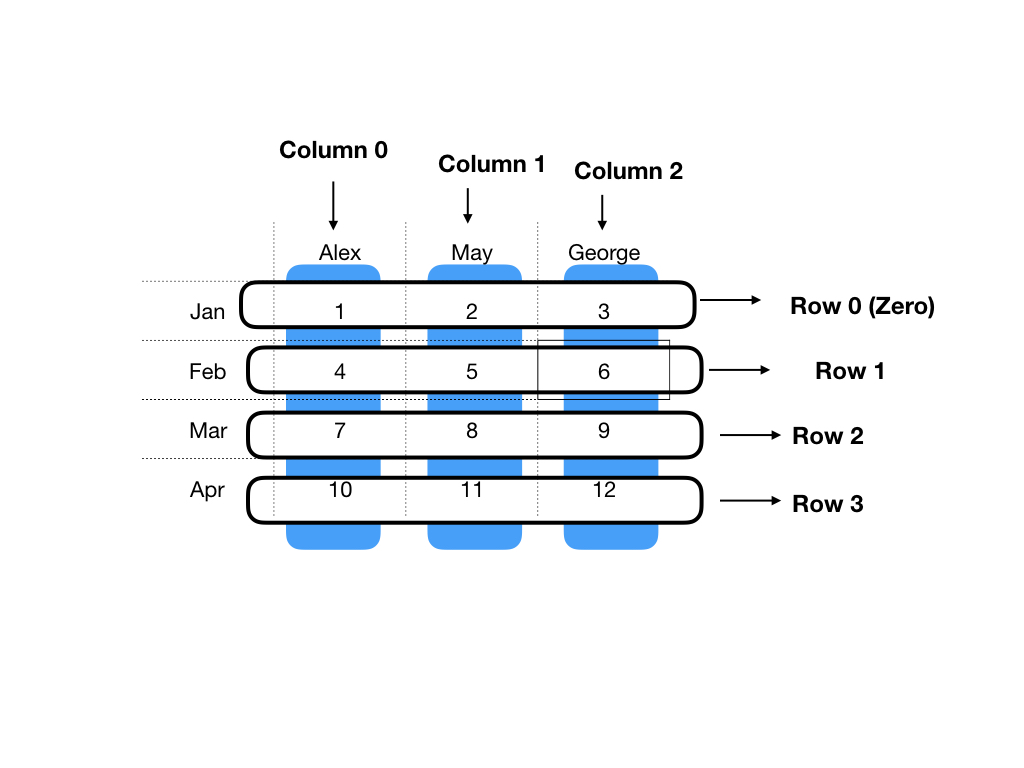 Column 0
Column 1
Column 2
Alex May George
Jan 1 2 3 Row 0 (Zero)
Feb 4 5 6 Row 1
Mar 7 8 9 Row 2
Apr 10 11 12 Row 3